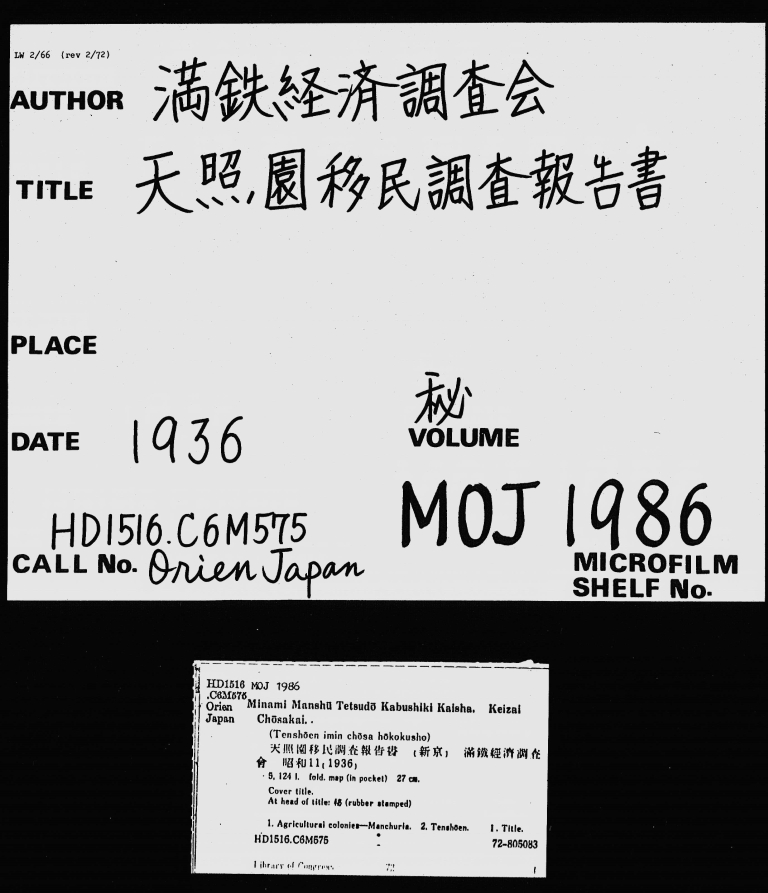 LW 2/66 (rev 2/72)
AUTHOR 満鉄経済調査会
TITLE 天照園移民調査報告書
PLACE
秘
DATE 1936 VOLUME
HD1516.C6M575 MOJ 1986
CALL No. Orien Japan MICROFILM
SHELF No.
HD1516 MOJ 1986
.C6M575
Orien Minami Manshū Tetsudō Kabushiki Kaisha. Keizai
Japan Chōsakai.
(Tenshōen imin chōsa hōkokusho)
天照園移民調査報告書 (新京) 滿鐵經濟調査
會 昭和11(1936)
5, 124 l. fold. map (in pocket) 27 cm.
Cover title.
At head of title: 秘 (rubber stamped)
1. Agricultural colonies—Manchuria. 2. Tenshōen. I. Title.
HD1516.C6M575 72-805083
Library of Congress 72 1